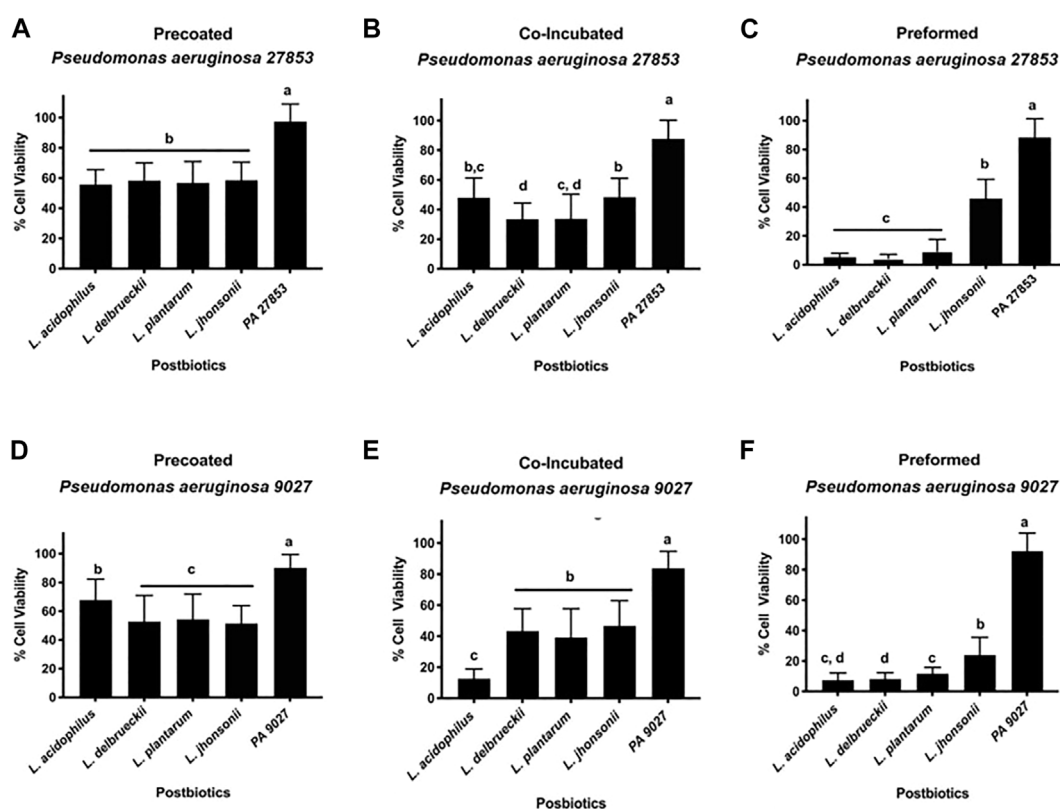 A
Precoated
Pseudomonas aeruginosa 27853
% Cell Viability
100
80
60
40
20
0
b
a
L. acidophilus
L. delbrueckii
L. plantarum
L. jhonsonii
PA 27853
Postbiotics
B
Co-Incubated
Pseudomonas aeruginosa 27853
% Cell Viability
100
80
60
40
20
0
b,c
d
c, d
b
a
L. acidophilus
L. delbrueckii
L. plantarum
L. jhonsonii
PA 27853
Postbiotics
C
Preformed
Pseudomonas aeruginosa 27853
% Cell Viability
100
80
60
40
20
0
c
b
a
L. acidophilus
L. delbrueckii
L. plantarum
L. jhonsonii
PA 27853
Postbiotics
D
Precoated
Pseudomonas aeruginosa 9027
% Cell Viability
100
80
60
40
20
0
b
c
a
L. acidophilus
L. delbrueckii
L. plantarum
L. jhonsonii
PA 9027
Postbiotics
E
Co-Incubated
Pseudomonas aeruginosa 9027
% Cell Viability
100
80
60
40
20
0
c
b
a
L. acidophilus
L. delbrueckii
L. plantarum
L. jhonsonii
PA 9027
Posbiotics
F
Preformed
Pseudomonas aeruginosa 9027
% Cell Viability
100
80
60
40
20
0
c, d
d
c
b
a
L. acidophilus
L. delbrueckii
L. plantarum
L. jhonsonii
PA 9027
Postbiotics